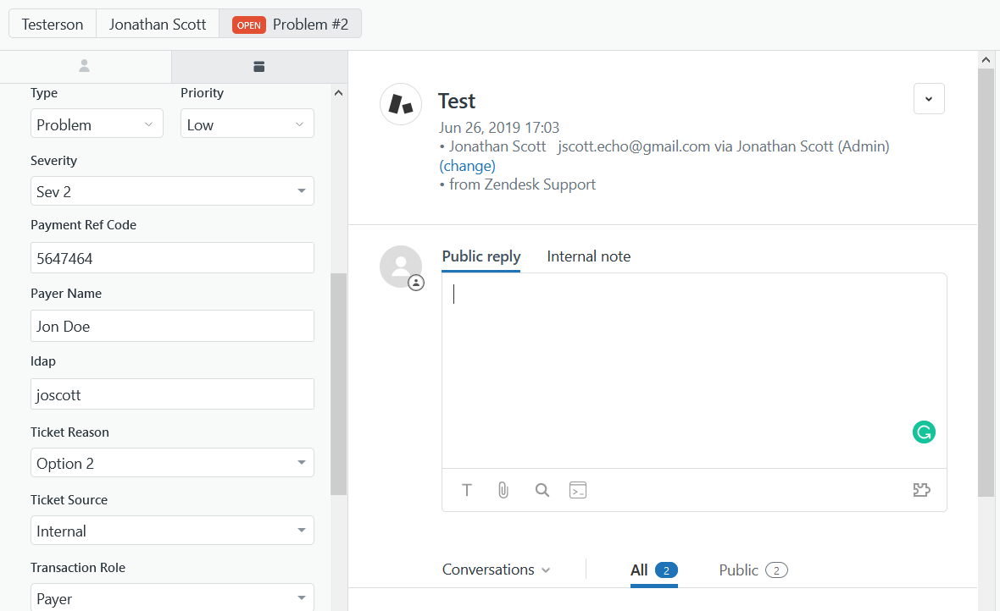 Testerson Jonathan Scott OPEN Problem #2
Type Priority
Problem Low
Severity
Sev 2
Payment Ref Code
5647464
Payer Name
Jon Doe
ldap
joscott
Ticket Reason
Option 2
Ticket Source
Internal
Transaction Role
Payer
Test
Jun 26, 2019 17:03
• Jonathan Scott jscott.echo@gmail.com via Jonathan Scott (Admin)
(change)
• from Zendesk Support
Public reply Internal note
T
Conversations All 2 Public 2